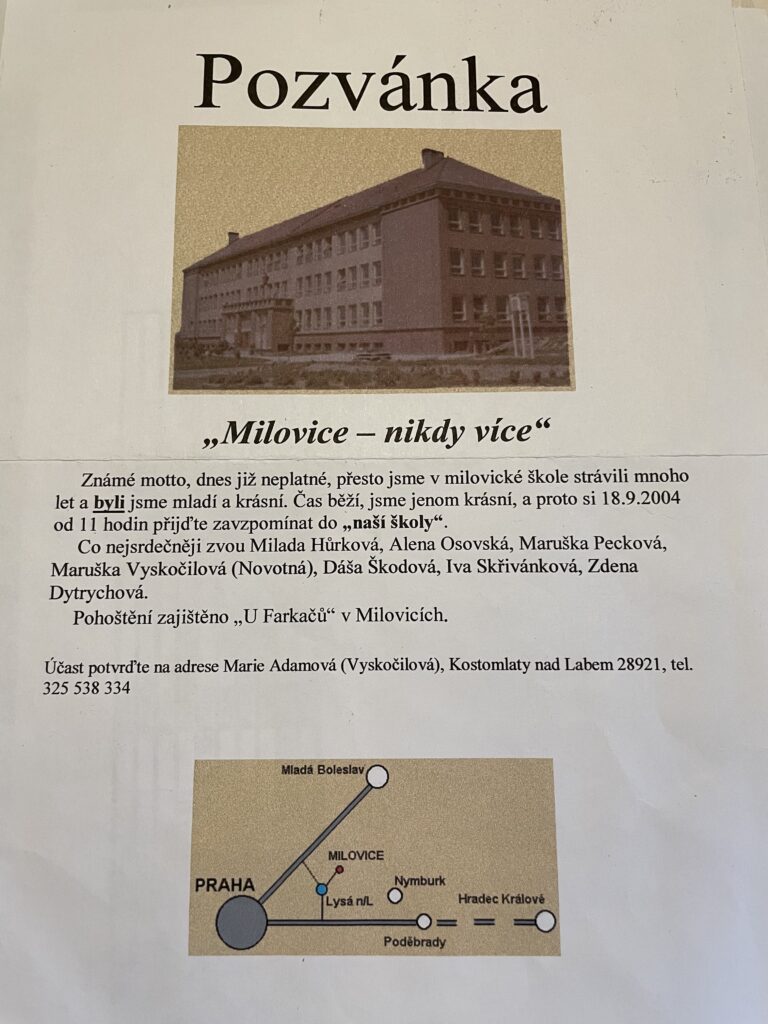 Pozvánka
„Milovice – nikdy více“
Známé motto, dnes již neplatné, přesto jsme v milovické škole strávili mnoho
let a byli jsme mladí a krásní. Čas běží, jsme jenom krásní, a proto si 18.9.2004
od 11 hodin přijďte zavzpomínat do „naší školy“.
Co nejsrdečněji zvou Milada Hůrková, Alena Osovská, Maruška Pecková,
Maruška Vyskočilová (Novotná), Dáša Škodová, Iva Skřivánková, Zdena
Dytrychová.
Pohoštění zajištěno „U Farkačů“ v Milovicích.
Účast potvrďte na adrese Marie Adamová (Vyskočilová), Kostomlaty nad Labem 28921, tel.
325 538 334
Mladá Boleslav
MILOVICE
PRAHA
Nymburk
Lysá n/L
Hradec Králové
Poděbrady